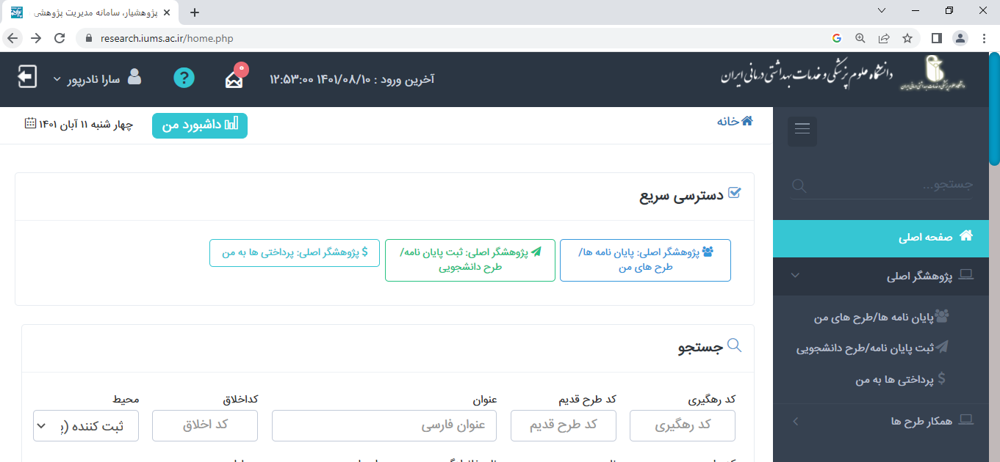 پژوهشیار، سامانه مدیریت پژوهشی
research.iums.ac.ir/home.php
دانشگاه علوم پزشکی و خدمات بهداشتی درمانی ایران
آخرین ورود : ۱۴۰۱/۰۸/۱۰ ۱۲:۵۳:۰۰
۰
?
سارا نادرپور
خانه
داشبورد من
چهار شنبه ۱۱ آبان ۱۴۰۱
جستجو...
صفحه اصلی
پژوهشگر اصلی
پایان نامه ها/طرح های من
ثبت پایان نامه/طرح دانشجویی
$ پرداختی ها به من
همکار طرح ها
دسترسی سریع
پژوهشگر اصلی: پایان نامه ها/
طرح های من
پژوهشگر اصلی: ثبت پایان نامه/
طرح دانشجویی
$ پژوهشگر اصلی: پرداختی ها به من
جستجو
کد رهگیری
کد طرح قدیم
عنوان
کداخلاق
محیط
کد رهگیری
کد طرح قدیم
عنوان فارسی
کد اخلاق
ثبت کننده (پ